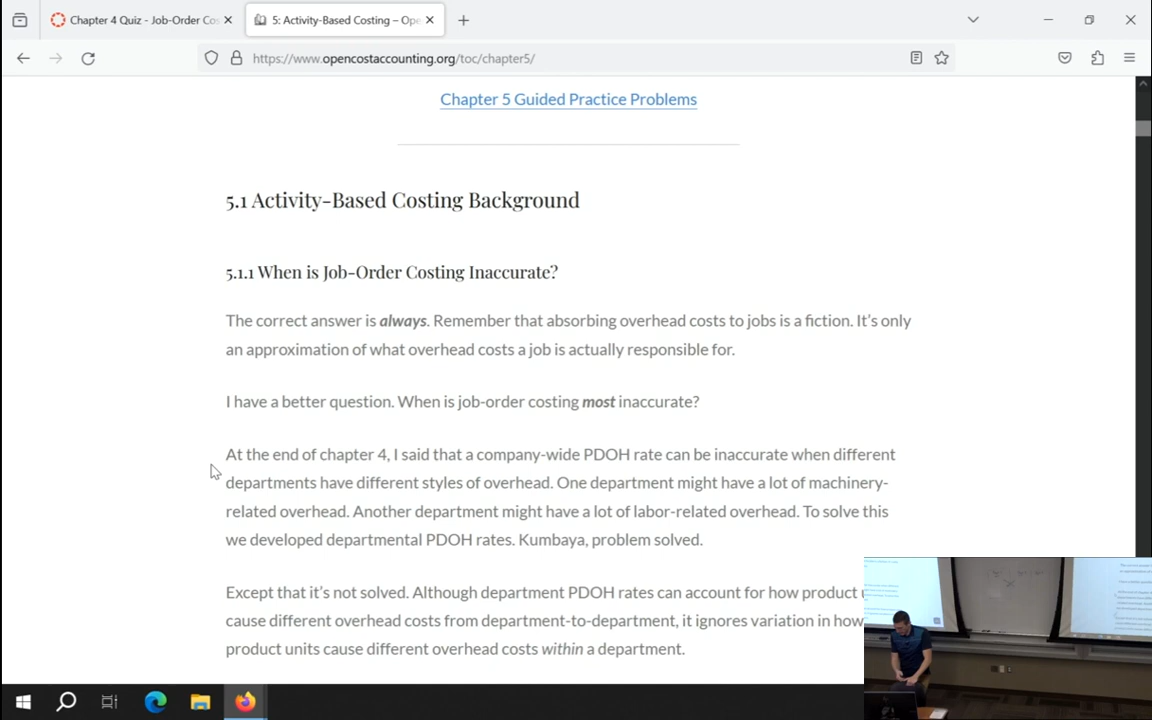 Chapter 4 Quiz - Job-Order Cos
5: Activity-Based Costing – Ope
https://www.opencostaccounting.org/toc/chapter5/
Chapter 5 Guided Practice Problems
5.1 Activity-Based Costing Background
5.1.1 When is Job-Order Costing Inaccurate?
The correct answer is always. Remember that absorbing overhead costs to jobs is a fiction. It’s only
an approximation of what overhead costs a job is actually responsible for.
I have a better question. When is job-order costing most inaccurate?
At the end of chapter 4, I said that a company-wide PDOH rate can be inaccurate when different
departments have different styles of overhead. One department might have a lot of machinery-
related overhead. Another department might have a lot of labor-related overhead. To solve this
we developed departmental PDOH rates. Kumbaya, problem solved.
Except that it’s not solved. Although department PDOH rates can account for how product
cause different overhead costs from department-to-department, it ignores variation in how
product units cause different overhead costs within a department.